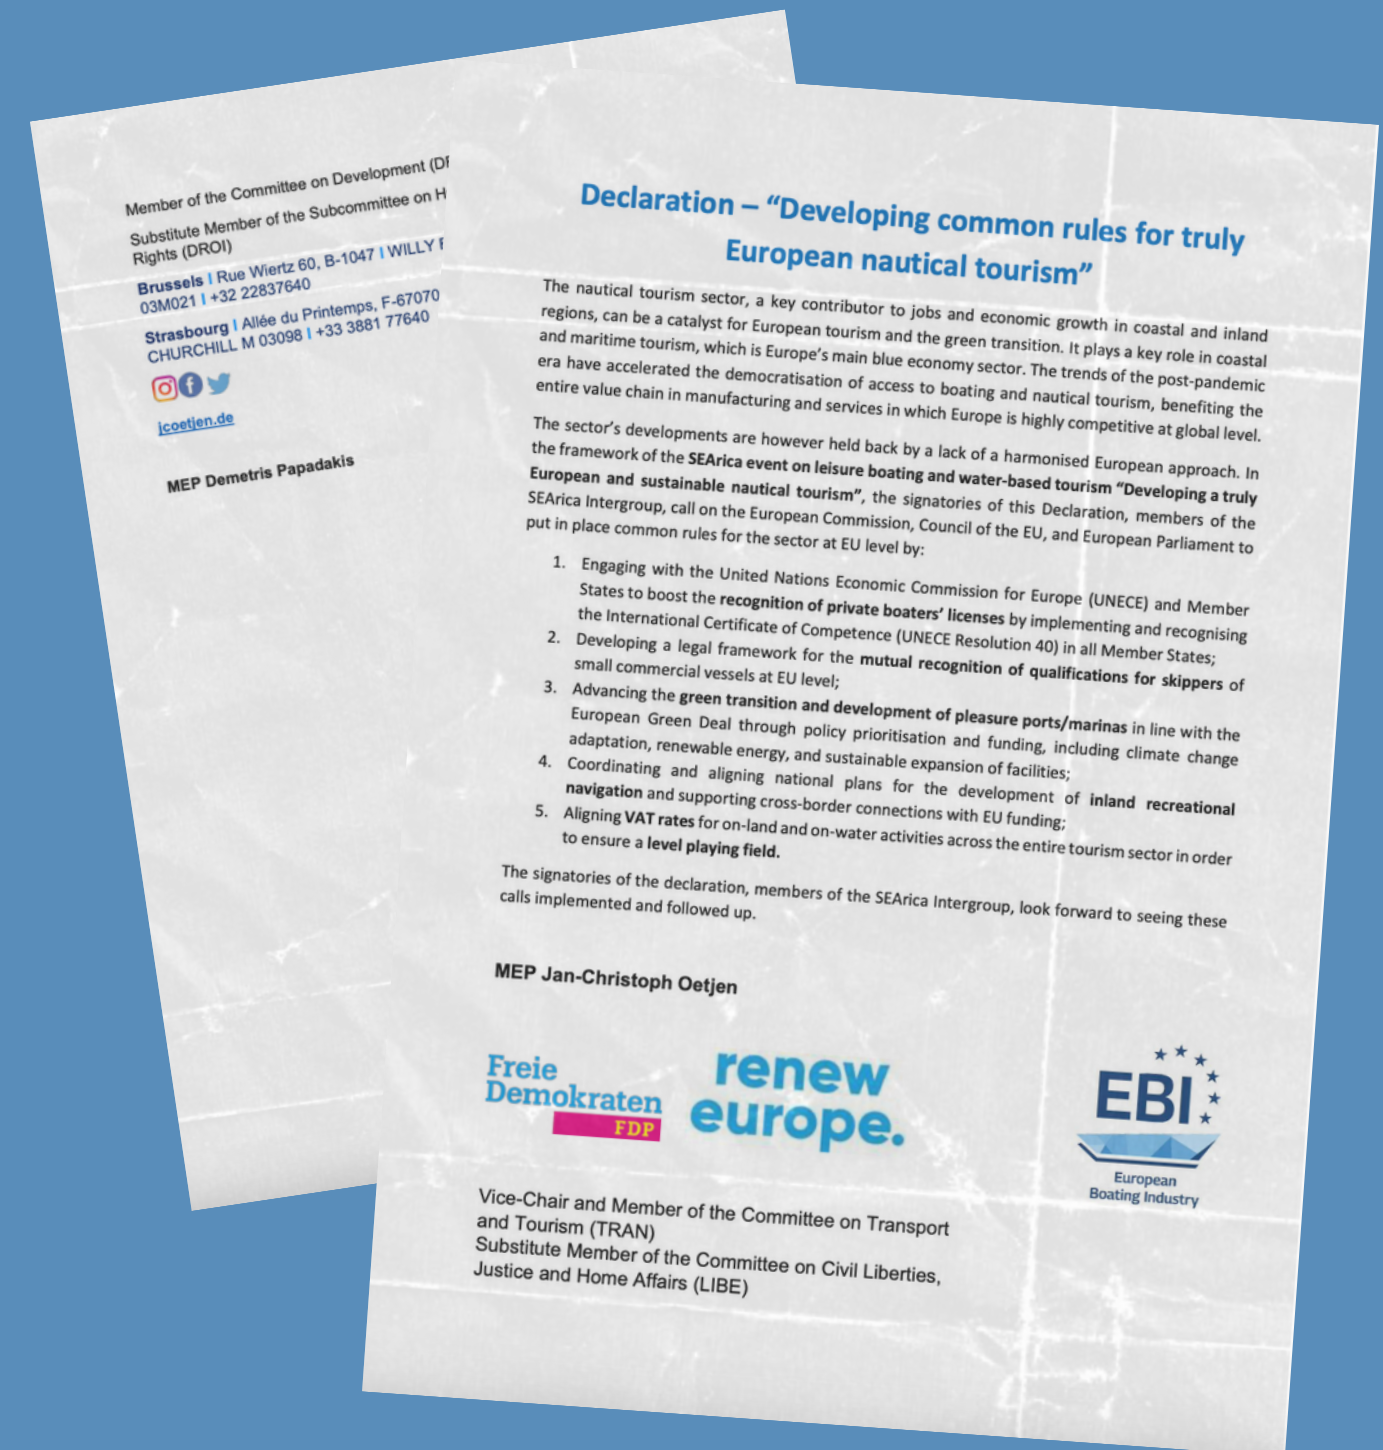 Member of the Committee on Development
Substitute Member of the Subcommittee on
Rights (DROI)
Brussels I Rue Wiertz 60, B-1047 I WILLY
03M021 I +32 22837640
Strasbourg I Allée du Printemps, F-67070
CHURCHILL M 03098 I +33 3881 77640
jcoetjen.de
MEP Demetris Papadakis
Declaration – “Developing common rules for truly
European nautical tourism”
The nautical tourism sector, a key contributor to jobs and economic growth in coastal and inland
regions, can be a catalyst for European tourism and the green transition. It plays a key role in coastal
and maritime tourism, which is Europe’s main blue economy sector. The trends of the post-pandemic
era have accelerated the democratisation of access to boating and nautical tourism, benefiting the
entire value chain in manufacturing and services in which Europe is highly competitive at global level.
The sector’s developments are however held back by a lack of a harmonised European approach. In
the framework of the SEArica event on leisure boating and water-based tourism “Developing a truly
European and sustainable nautical tourism”, the signatories of this Declaration, members of the
SEArica Intergroup, call on the European Commission, Council of the EU, and European Parliament to
put in place common rules for the sector at EU level by:
1. Engaging with the United Nations Economic Commission for Europe (UNECE) and Member
States to boost the recognition of private boaters’ licenses by implementing and recognising
the International Certificate of Competence (UNECE Resolution 40) in all Member States;
2. Developing a legal framework for the mutual recognition of qualifications for skippers of
small commercial vessels at EU level;
3. Advancing the green transition and development of pleasure ports/marinas in line with the
European Green Deal through policy prioritisation and funding, including climate change
adaptation, renewable energy, and sustainable expansion of facilities;
4. Coordinating and aligning national plans for the development of inland recreational
navigation and supporting cross-border connections with EU funding;
5. Aligning VAT rates for on-land and on-water activities across the entire tourism sector in order
to ensure a level playing field.
The signatories of the declaration, members of the SEArica Intergroup, look forward to seeing these
calls implemented and followed up.
MEP Jan-Christoph Oetjen
Freie
Demokraten
FDP
renew
europe.
EBI
European
Boating Industry
Vice-Chair and Member of the Committee on Transport
and Tourism (TRAN)
Substitute Member of the Committee on Civil Liberties,
Justice and Home Affairs (LIBE)